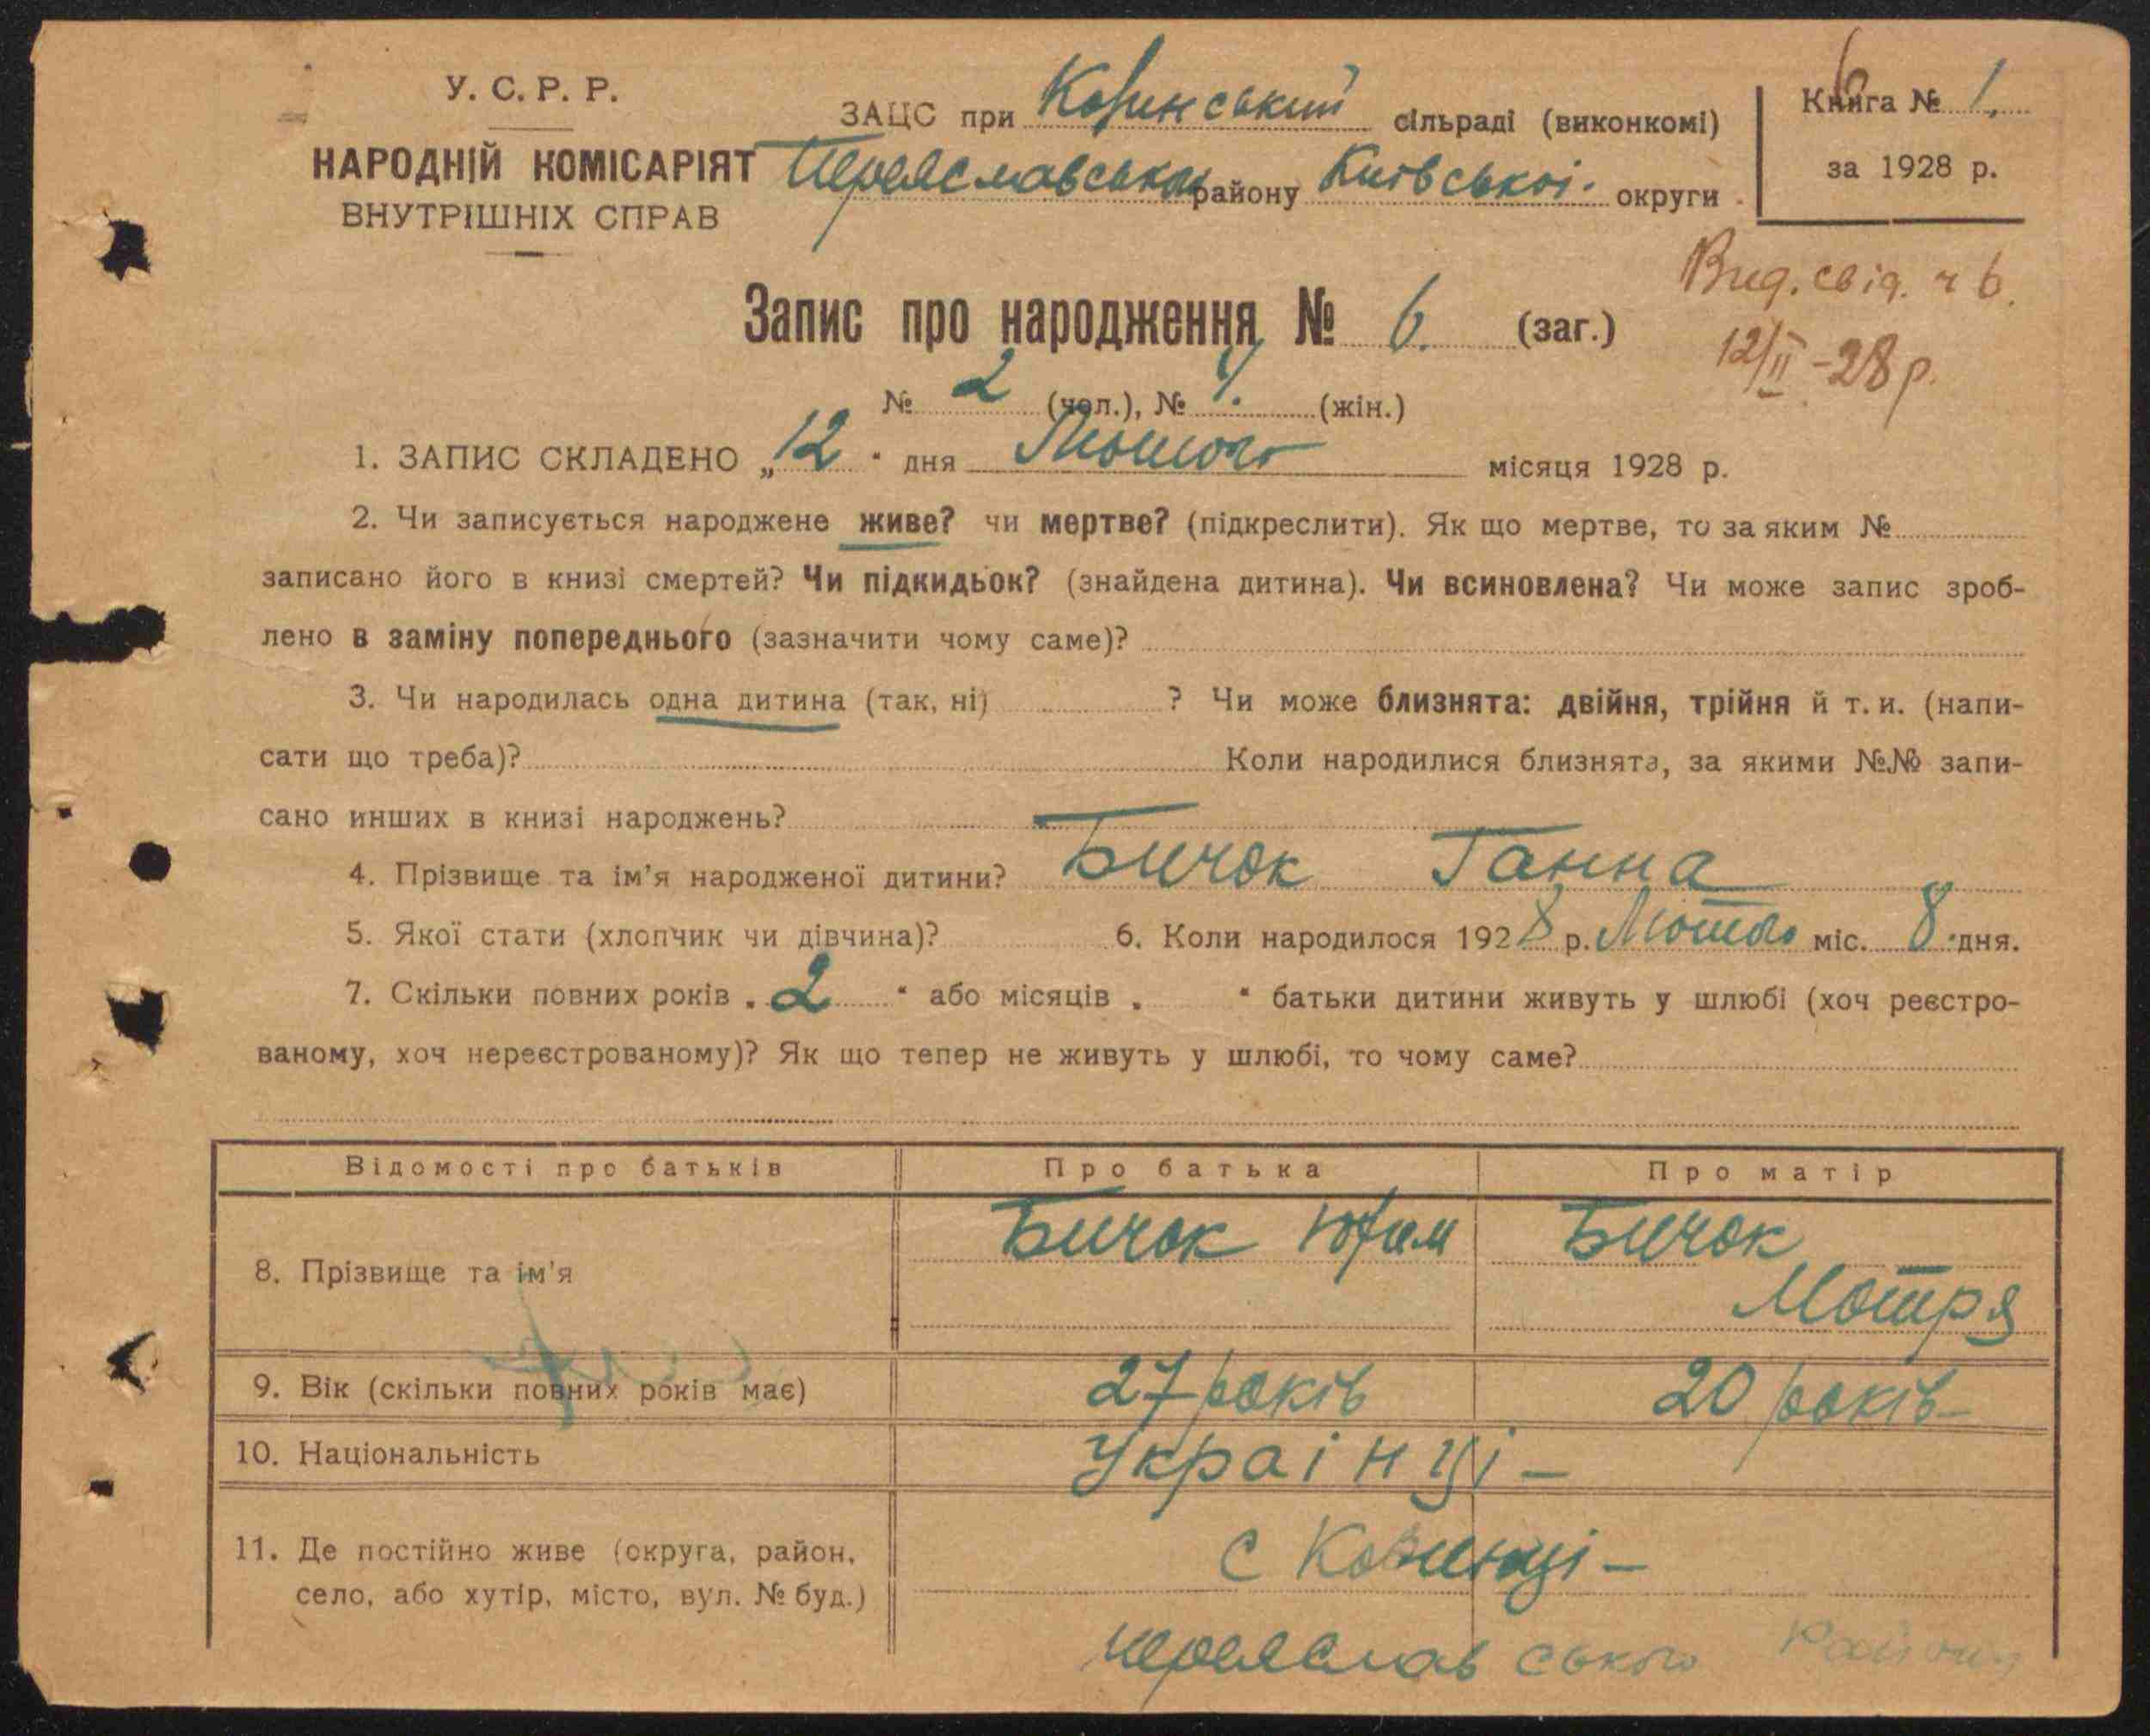 У. С. Р. Р.
НАРОДНІЙ КОМІСАРІЯТ
ВНУТРІШНІХ СПРАВ
ЗАЦС при сільраді (виконкомі)
Переяславська району Київської округи
Книга № 1.
за 1928 р.
6
Вид. свід. ч 6.
12/II -28 р.
Запис про народження № 6. (заг.)
№ 2 (чол.), № 4. (жін.)
1. ЗАПИС СКЛАДЕНО „12" дня Лютого місяця 1928 р.
2. Чи записується народжене живе? чи мертве? (підкреслити). Як що мертве, то за яким №
записано його в книзі смертей? Чи підкидьок? (знайдена дитина). Чи всиновлена? Чи може запис зроб-
лено в заміну попереднього (зазначити чому саме)?
3. Чи народилась одна дитина (так, ні) ? Чи може близнята: двійня, трійня й т. и. (напи-
сати що треба)? Коли народилися близнята, за якими №№ запи-
сано инших в книзі народжень?
4. Прізвище та ім'я народженої дитини? Бичок Ганна
5. Якої стати (хлопчик чи дівчина)? 6. Коли народилося 1928 р. Лютого міс. 8 дня.
7. Скільки повних років „2" або місяців „ " батьки дитини живуть у шлюбі (хоч реєстро-
ваному, хоч нереєстрованому)? Як що тепер не живуть у шлюбі, то чому саме?
Відомості про батьків Про батька Про матір
8. Прізвище та ім'я Бичок Юхим Бичок
Мотря
9. Вік (скільки повних років має) 27 років 20 років
10. Національність Українці
11. Де постійно живе (округа, район,
село, або хутір, місто, вул. № буд.)
с
Переяславського Району